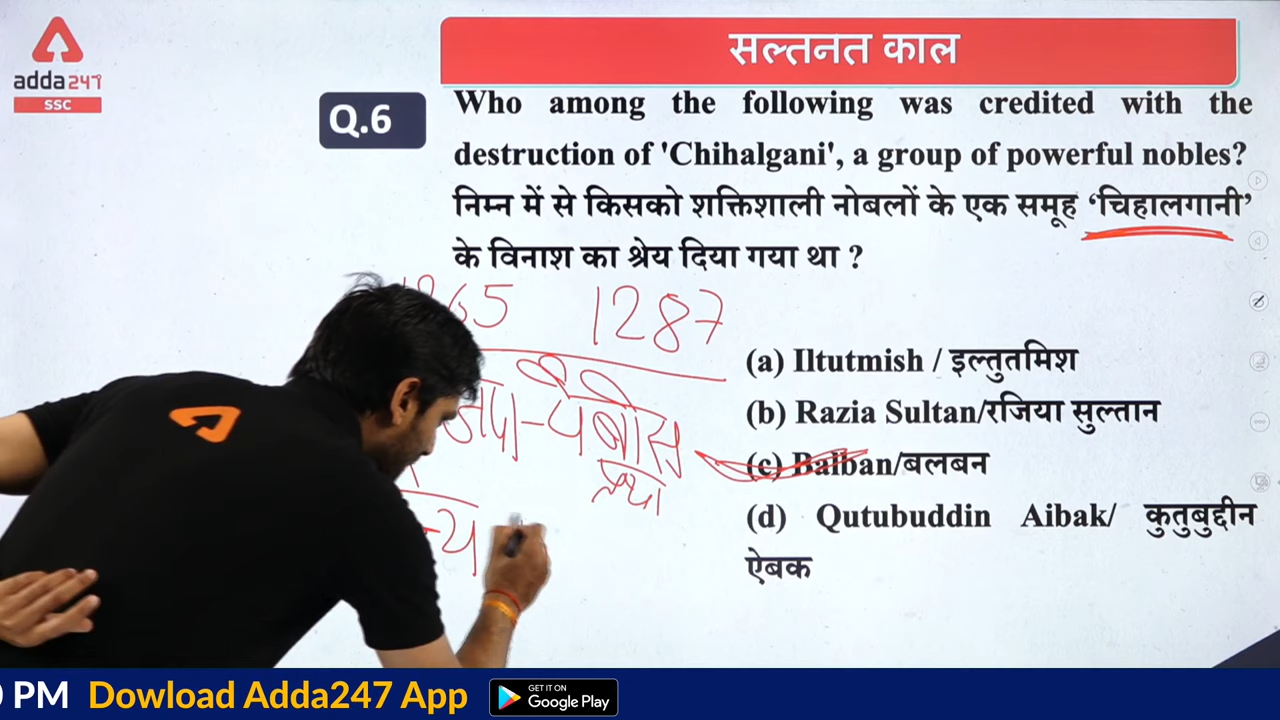 adda247
SSC
सल्तनत काल
Q.6
Who among the following was credited with the
destruction of 'Chihalgani', a group of powerful nobles?
निम्न में से किसको शक्तिशाली नोबलों के एक समूह ‘चिहालगानी’
के विनाश का श्रेय दिया गया था ?
1287
(a) Iltutmish / इल्तुतमिश
(b) Razia Sultan/रजिया सुल्तान
(c) Balban/बलबन
(d) Qutubuddin Aibak/ कुतुबुद्दीन
ऐबक
PM Dowload Adda247 App
GET IT ON
Google Play